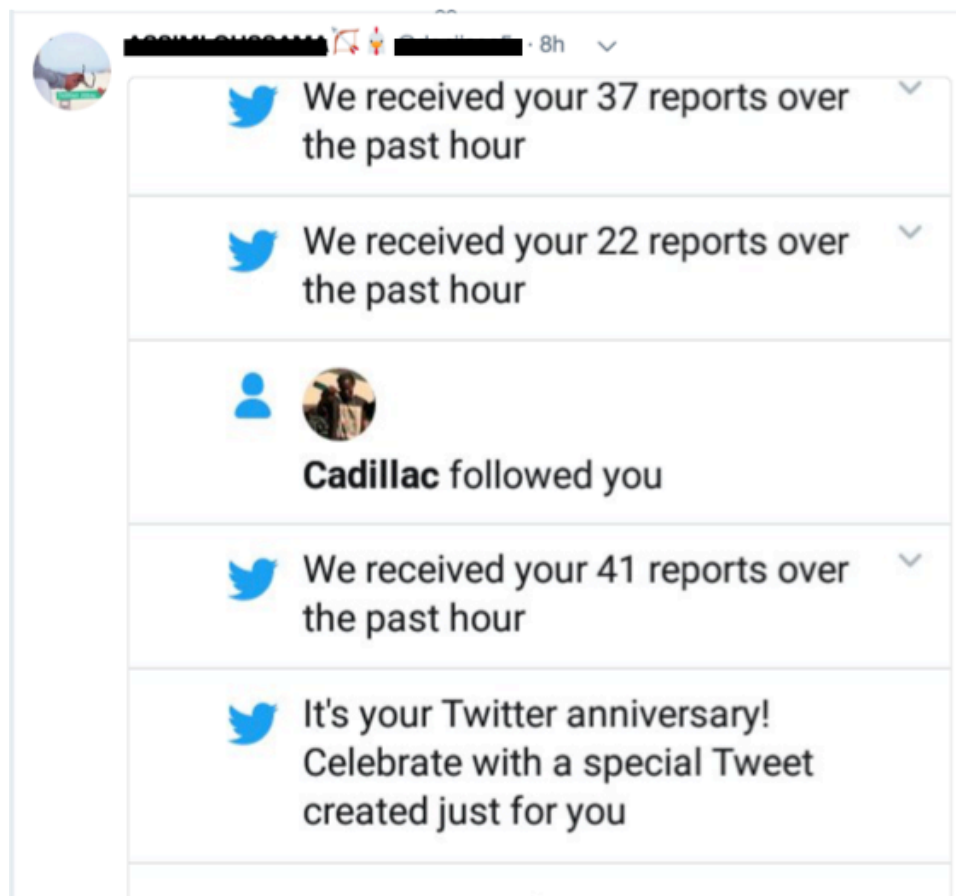 · 8h
We received your 37 reports over
the past hour
We received your 22 reports over
the past hour
Cadillac followed you
We received your 41 reports over
the past hour
It's your Twitter anniversary!
Celebrate with a special Tweet
created just for you